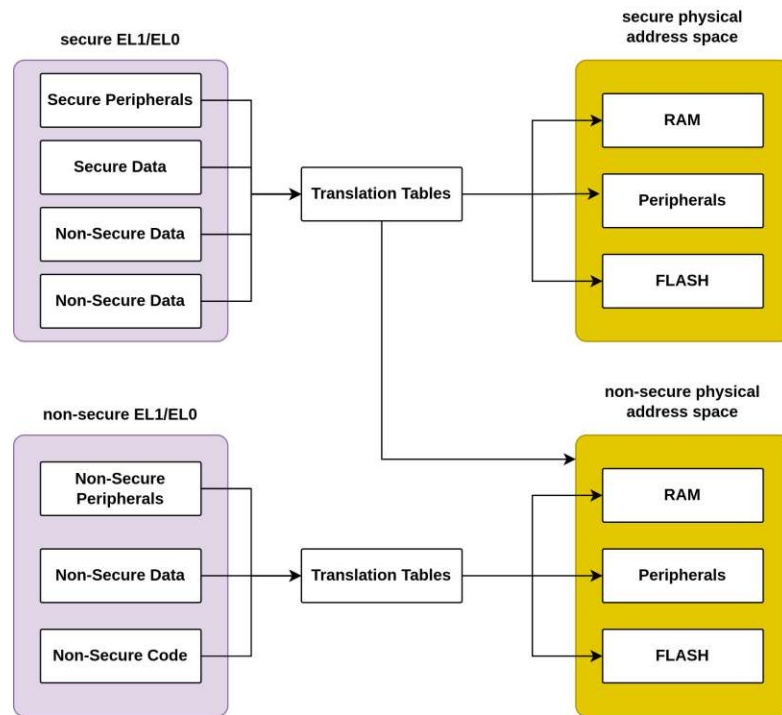 secure EL1/EL0
Secure Peripherals
Secure Data
Non-Secure Data
Non-Secure Data
Translation Tables
secure physical
address space
RAM
Peripherals
FLASH
non-secure EL1/EL0
Non-Secure
Peripherals
Non-Secure Data
Non-Secure Code
Translation Tables
non-secure physical
address space
RAM
Peripherals
FLASH